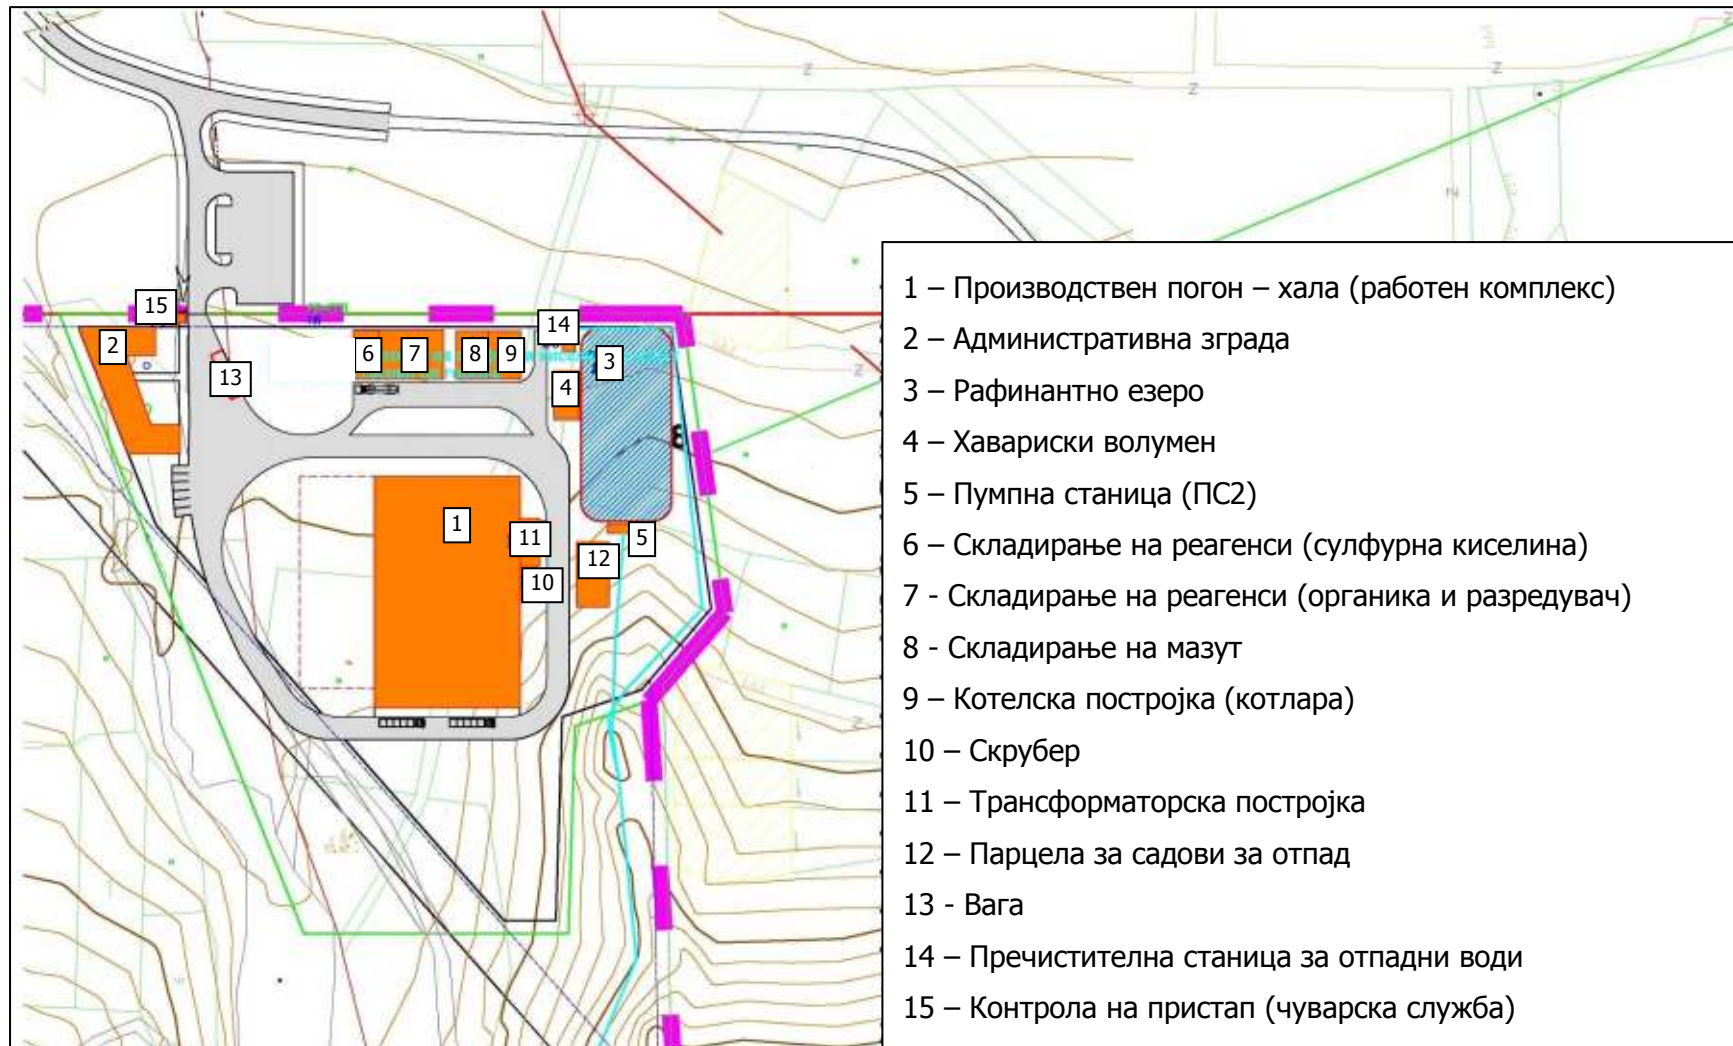 15
14
2
6
7
8
9
3
13
4
1
11
5
12
10
1 – Производствен погон – хала (работен комплекс)
2 – Административна зграда
3 – Рафинантно езеро
4 – Хавариски волумен
5 – Пумпна станица (ПС2)
6 – Складирање на реагенси (сулфурна киселина)
7 - Складирање на реагенси (органика и разредувач)
8 - Складирање на мазут
9 – Котелска постројка (котлара)
10 – Скрубер
11 – Трансформаторска постројка
12 – Парцела за садови за отпад
13 - Вага
14 – Пречистителна станица за отпадни води
15 – Контрола на пристап (чуварска служба)